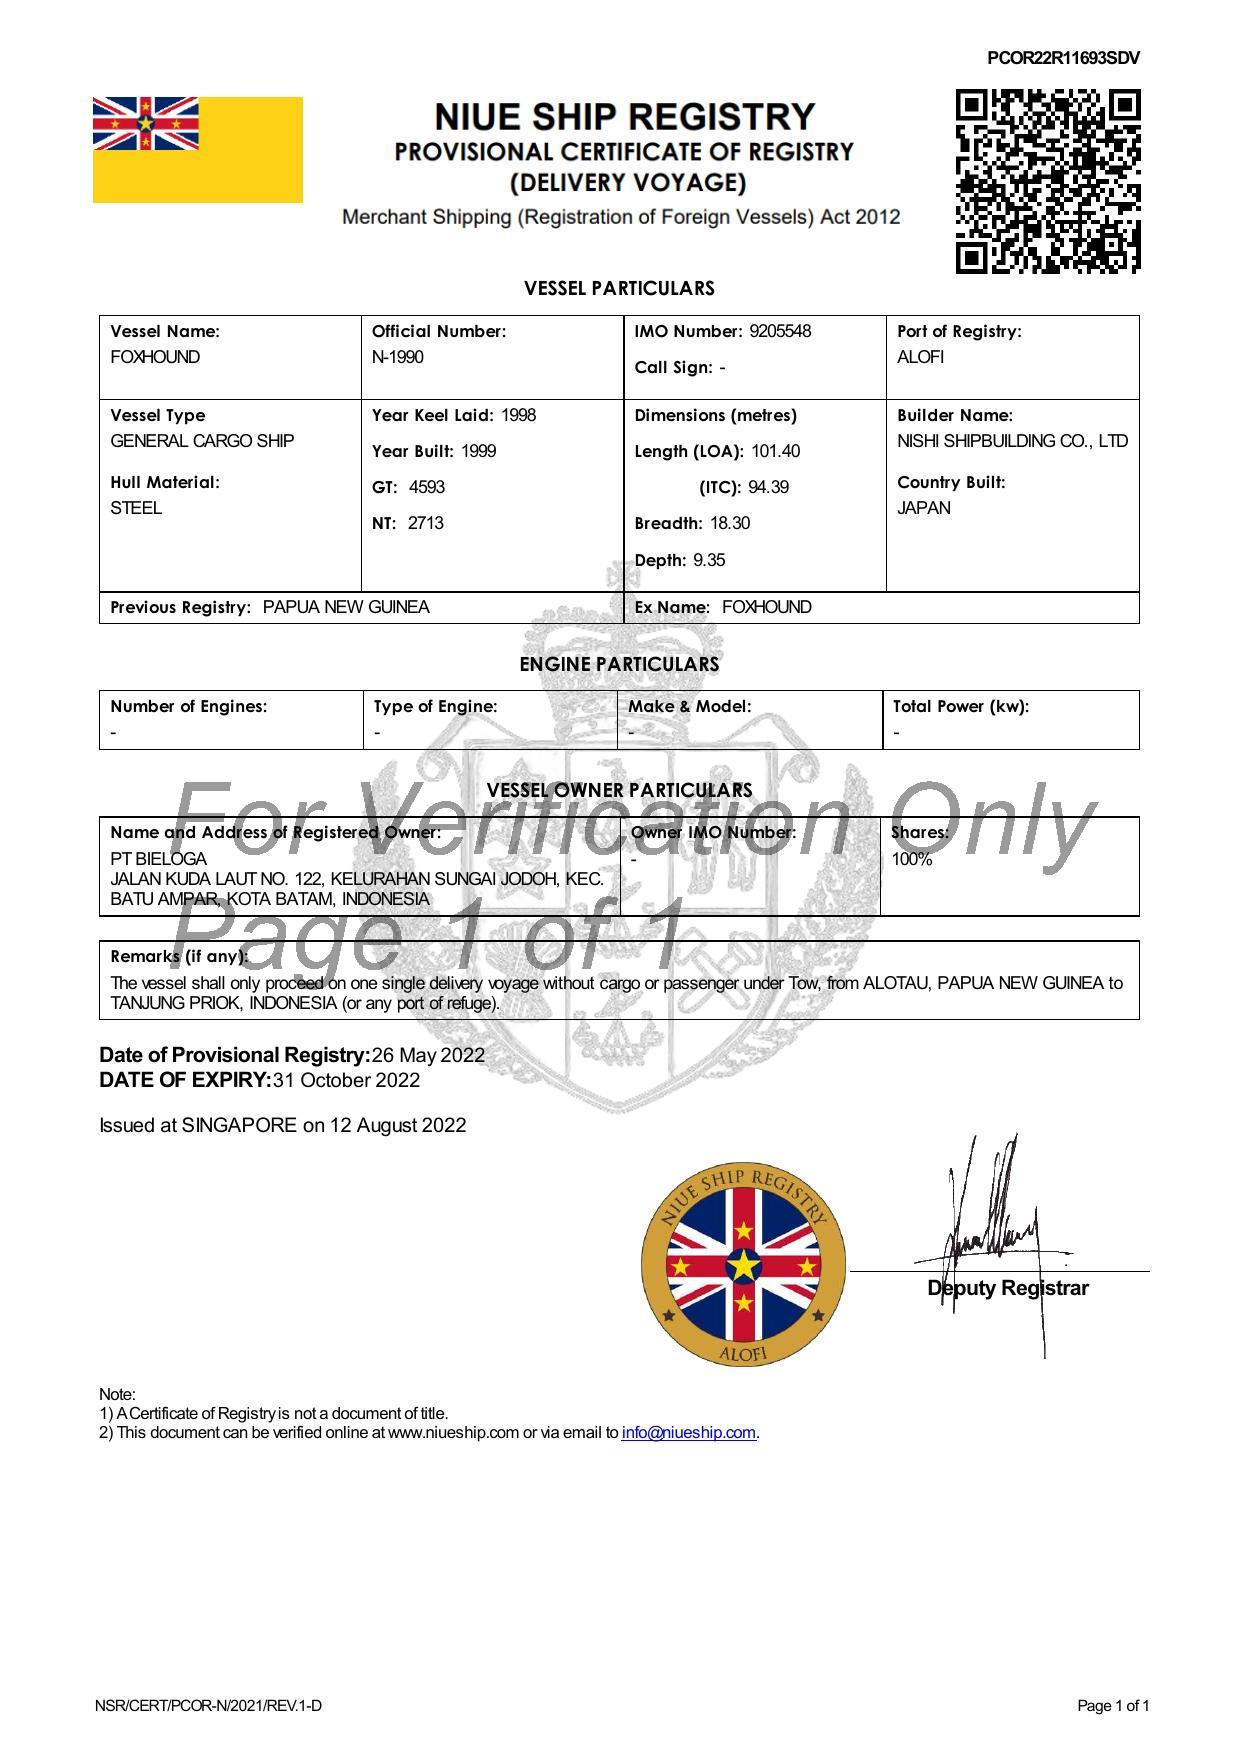 PCOR22R11693SDV
NIUE SHIP REGISTRY
PROVISIONAL CERTIFICATE OF REGISTRY
(DELIVERY VOYAGE)
Merchant Shipping (Registration of Foreign Vessels) Act 2012
VESSEL PARTICULARS
Vessel Name:
FOXHOUND
Official Number:
N-1990
IMO Number: 9205548
Call Sign: -
Port of Registry:
ALOFI
Vessel Type
GENERAL CARGO SHIP
Hull Material:
STEEL
Year Keel Laid: 1998
Year Built: 1999
GT: 4593
NT: 2713
Dimensions (metres)
Length (LOA): 101.40
(ITC): 94.39
Breadth: 18.30
Depth: 9.35
Builder Name:
NISHI SHIPBUILDING CO., LTD
Country Built:
JAPAN
Previous Registry: PAPUA NEW GUINEA
Ex Name: FOXHOUND
ENGINE PARTICULARS
Number of Engines:
-
Type of Engine:
-
Make & Model:
-
Total Power (kw):
-
VESSEL OWNER PARTICULARS
For Verification Only
Name and Address of Registered Owner:
PT BIELOGA
JALAN KUDA LAUT NO. 122, KELURAHAN SUNGAI JODOH, KEC.
BATU AMPAR, KOTA BATAM, INDONESIA
Owner IMO Number:
-
Shares:
100%
Page 1 of 1
Remarks (if any):
The vessel shall only proceed on one single delivery voyage without cargo or passenger under Tow, from ALOTAU, PAPUA NEW GUINEA to
TANJUNG PRIOK, INDONESIA (or any port of refuge).
Date of Provisional Registry:26 May 2022
DATE OF EXPIRY:31 October 2022
Issued at SINGAPORE on 12 August 2022
NIUE SHIP REGISTRY
ALOFI
Deputy Registrar
Note:
1) A Certificate of Registry is not a document of title.
2) This document can be verified online at www.niueship.com or via email to info@niueship.com.
NSR/CERT/PCOR-N/2021/REV.1-D
Page 1 of 1